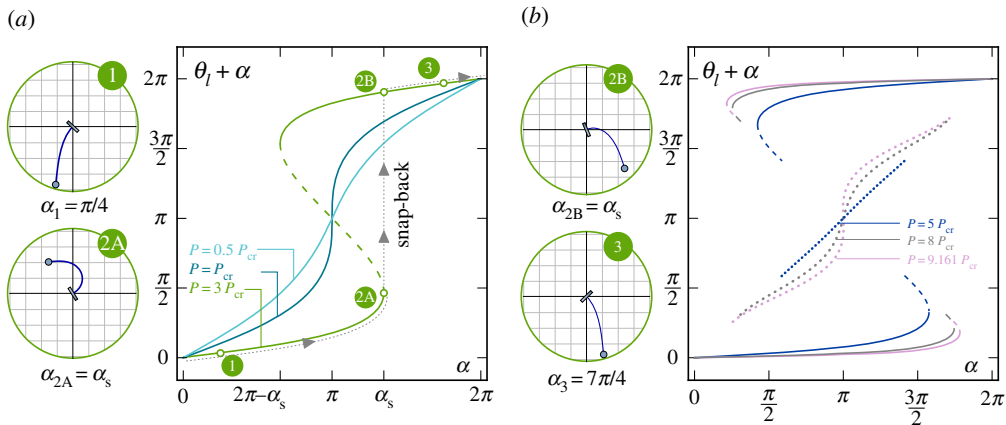 (a)
1
α₁ = π/4
2A
α₂A = αs
θl + α
2π
3π/2
π
π/2
0
P = 0.5 Pcr
P = Pcr
P = 3 Pcr
1
2A
2B
3
snap-back
α
0
2π−αs
π
αs
2π
(b)
2B
α₂B = αs
3
α₃ = 7π/4
θl + α
2π
3π/2
π
π/2
0
P = 5 Pcr
P = 8 Pcr
P = 9.161 Pcr
α
0
π/2
π
3π/2
2π